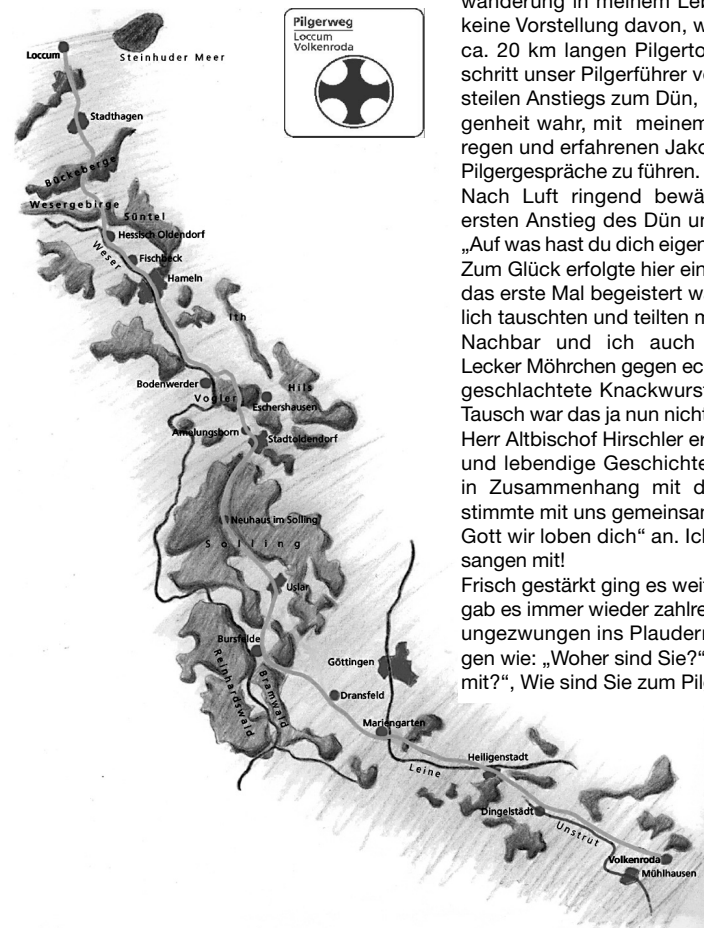 Pilgerweg
Loccum
Volkenroda
Loccum
Steinhuder Meer
Stadthagen
Bückeberge
Wesergebirge
Süntel
Hessisch Oldendorf
Weser
Fischbeck
Hameln
Ith
Bodenwerder
Hils
Vogler
Eschershausen
Amelungsborn
Stadtoldendorf
Neuhaus im Solling
Solling
Uslar
Bursfelde
Reinhardswald
Bramwald
Göttingen
Dransfeld
Mariengarten
Leine
Heiligenstadt
Dingelstädt
Unstrut
Volkenroda
Mühlhausen
wanderung in meinem Leb
keine Vorstellung davon, w
ca. 20 km langen Pilgerto
schritt unser Pilgerführer v
steilen Anstiegs zum Dün,
genheit wahr, mit meinem
regen und erfahrenen Jako
Pilgergespräche zu führen.
Nach Luft ringend bewä
ersten Anstieg des Dün un
„Auf was hast du dich eigen
Zum Glück erfolgte hier ein
das erste Mal begeistert wa
lich tauschten und teilten m
Nachbar und ich auch
Lecker Möhrchen gegen ec
geschlachtete Knackwurst
Tausch war das ja nun nicht
Herr Altbischof Hirschler er
und lebendige Geschichte
in Zusammenhang mit d
stimmte mit uns gemeinsam
Gott wir loben dich“ an. Ich
sangen mit!
Frisch gestärkt ging es weit
gab es immer wieder zahlre
ungezwungen ins Plaudern
gen wie: „Woher sind Sie?“
mit?“, Wie sind Sie zum Pil